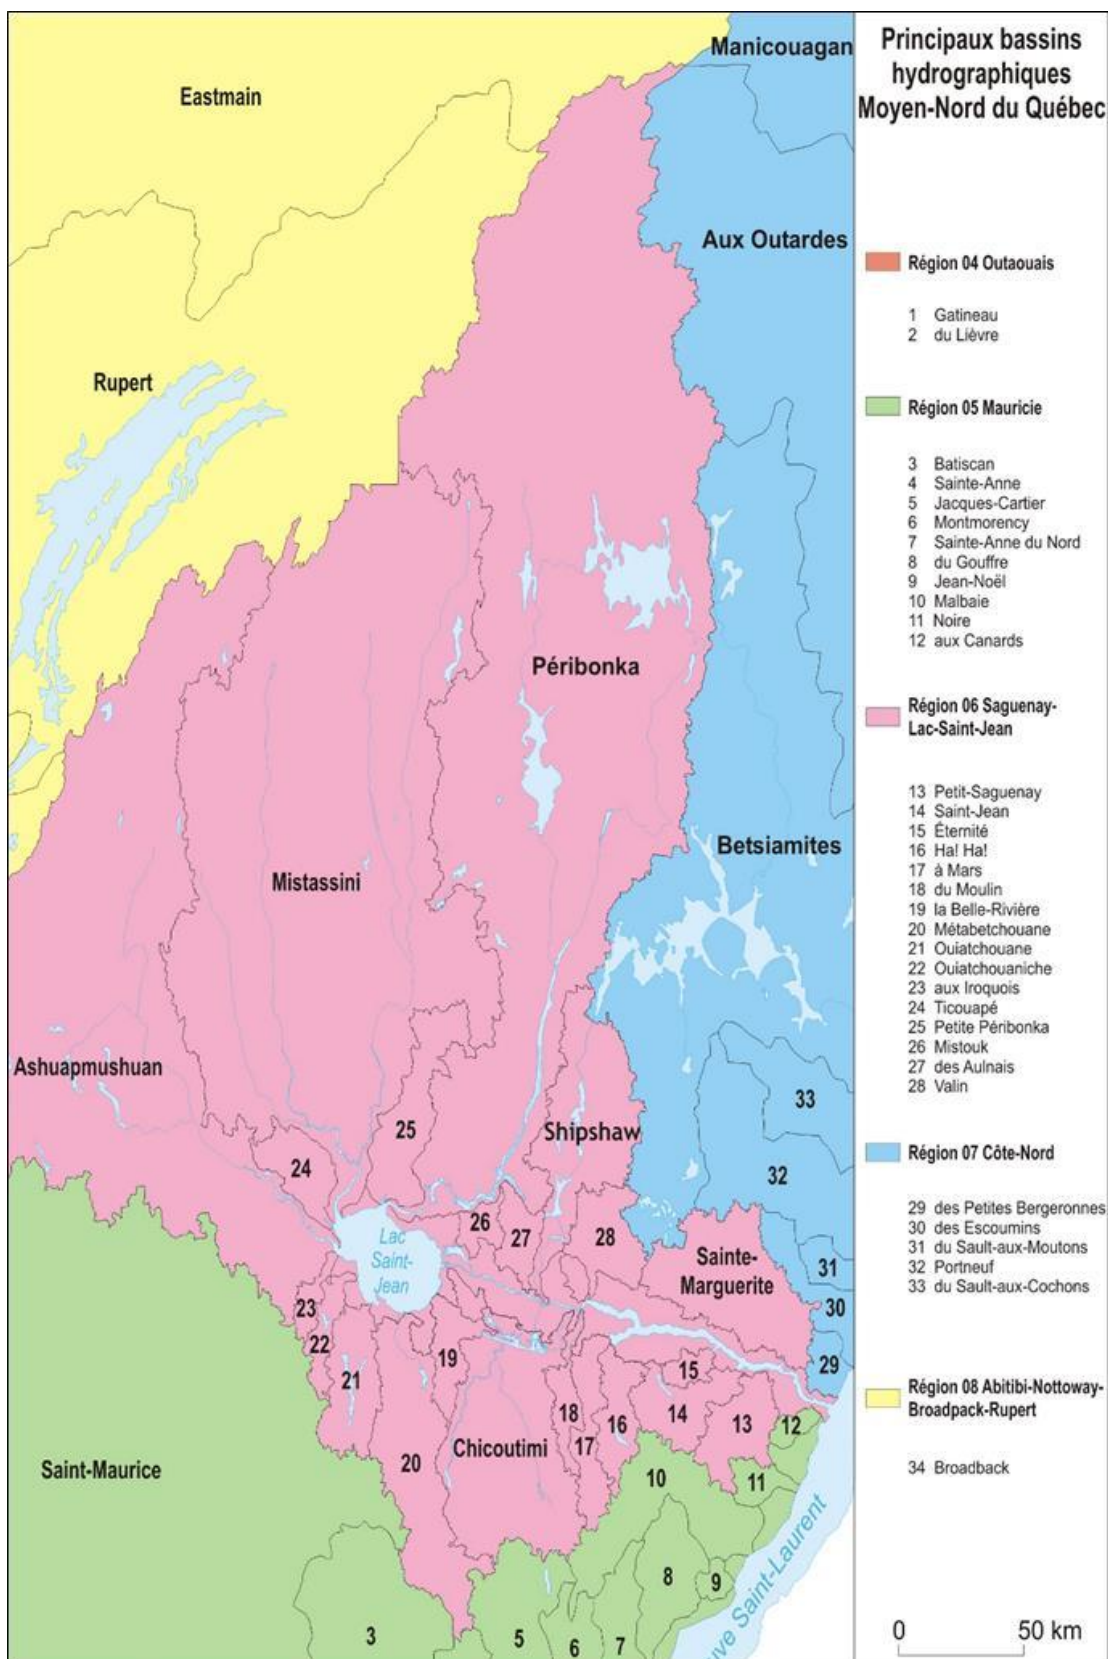 Manicouagan
Eastmain
Aux Outardes
Rupert
Péribonka
Betsiamites
Mistassini
Ashuapmushuan
33
25
Shipshaw
24
32
26
27
28
Lac
Saint-
Jean
Sainte-
Marguerite
31
23
30
22
19
15
29
21
18
16
14
13
12
20
Chicoutimi
17
Saint-Maurice
10
11
8
9
3
5
6
7
uve Saint-Laurent
Principaux bassins
hydrographiques
Moyen-Nord du Québec
Région 04 Outaouais
1 Gatineau
2 du Lièvre
Région 05 Mauricie
3 Batiscan
4 Sainte-Anne
5 Jacques-Cartier
6 Montmorency
7 Sainte-Anne du Nord
8 du Gouffre
9 Jean-Noël
10 Malbaie
11 Noire
12 aux Canards
Région 06 Saguenay-
Lac-Saint-Jean
13 Petit-Saguenay
14 Saint-Jean
15 Éternité
16 Ha! Ha!
17 à Mars
18 du Moulin
19 la Belle-Rivière
20 Métabetchouane
21 Ouiatchouane
22 Ouiatchouaniche
23 aux Iroquois
24 Ticouapé
25 Petite Péribonka
26 Mistouk
27 des Aulnais
28 Valin
Région 07 Côte-Nord
29 des Petites Bergeronnes
30 des Escoumins
31 du Sault-aux-Moutons
32 Portneuf
33 du Sault-aux-Cochons
Région 08 Abitibi-Nottoway-
Broadpack-Rupert
34 Broadback
0 50 km